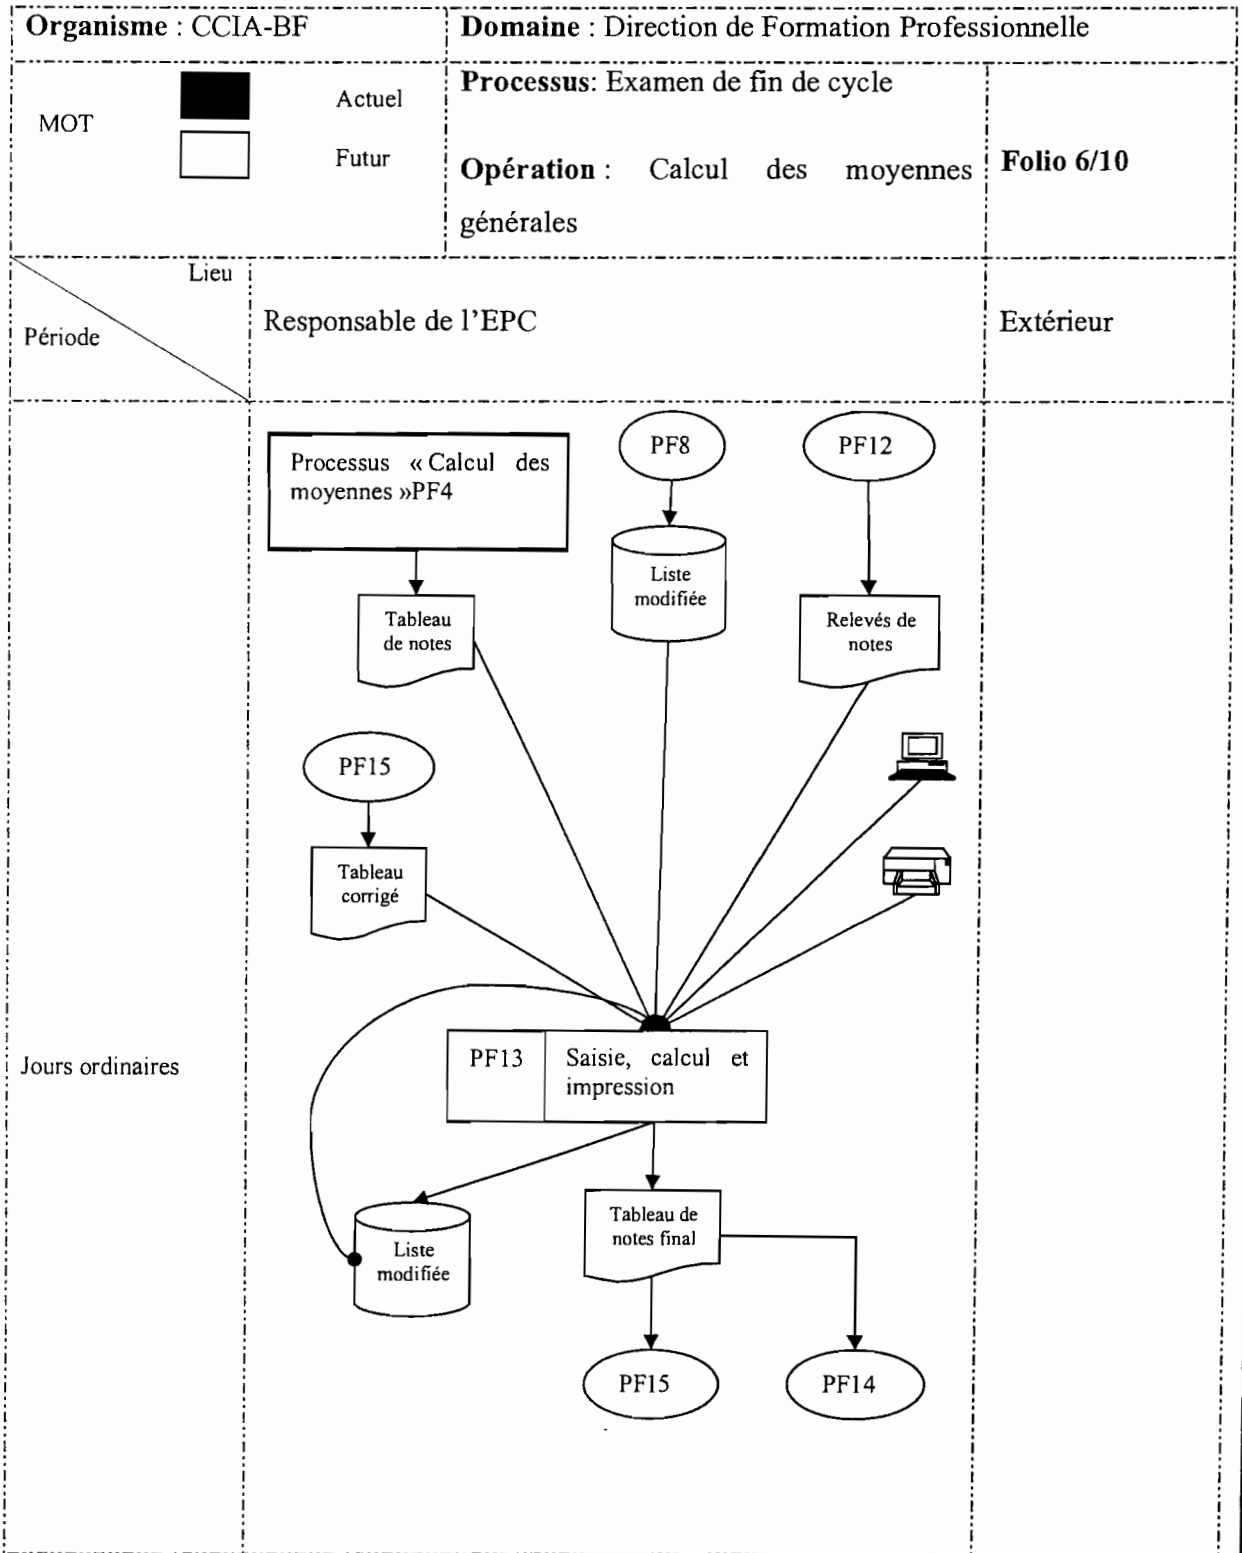 Organisme : CCIA-BF
Domaine : Direction de Formation Professionnelle
MOT
Actuel
Futur
Processus: Examen de fin de cycle
Opération : Calcul des moyennes
générales
Folio 6/10
Lieu
Période
Responsable de l'EPC
Extérieur
Jours ordinaires
Processus « Calcul des
moyennes »PF4
PF8
PF12
Liste
modifiée
Tableau
de notes
Relevés de
notes
PF15
Tableau
corrigé
PF13
Saisie, calcul et
impression
Liste
modifiée
Tableau de
notes final
PF15
PF14